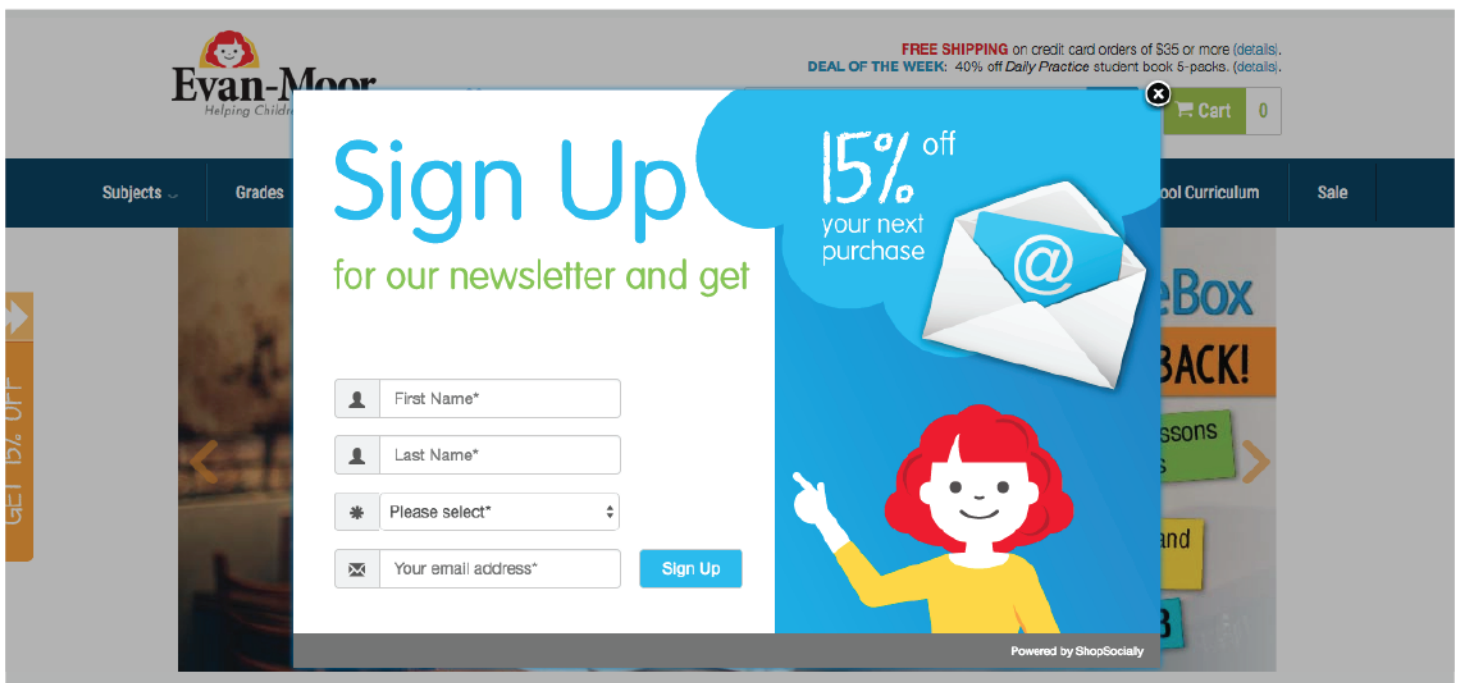 FREE SHIPPING on credit card orders of $35 or more (details).
DEAL OF THE WEEK: 40% off Daily Practice student book 5-packs. (details).
Evan-Moor
Helping
Cart 0
Subjects
Grades
Curriculum
Sale
Sign Up
for our newsletter and get
15% off
your next
purchase
@
First Name*
Last Name*
Please select*
Your email address*
Sign Up
GET 15% OFF
eBox
BACK!
and
Powered by ShopSocially